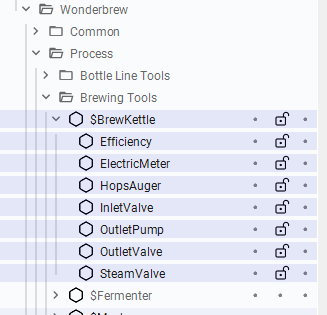 Wonderbrew
Common
Process
Bottle Line Tools
Brewing Tools
$BrewKettle
Efficiency
ElectricMeter
HopsAuger
InletValve
OutletPump
OutletValve
SteamValve
$Fermenter